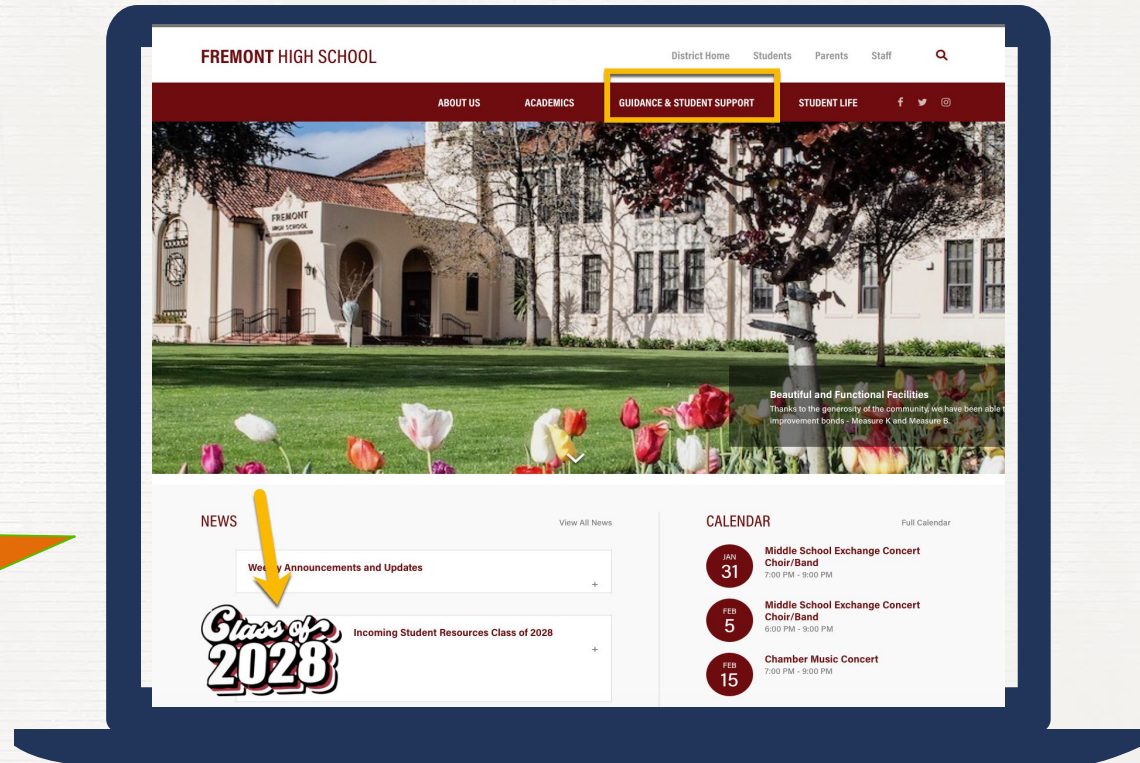 FREMONT HIGH SCHOOL
District Home Students Parents Staff
ABOUT US ACADEMICS GUIDANCE & STUDENT SUPPORT STUDENT LIFE
FREMONT
HIGH SCHOOL
Beautiful and Functional Facilities
Thanks to the generosity of the community, we have been able t
improvement bonds - Measure K and Measure B.
NEWS
View All News
Weekly Announcements and Updates
+
Class of
2028
Incoming Student Resources Class of 2028
+
CALENDAR
Full Calendar
JAN
31
Middle School Exchange Concert
Choir/Band
7:00 PM - 9:00 PM
FEB
5
Middle School Exchange Concert
Choir/Band
6:00 PM - 9:00 PM
FEB
15
Chamber Music Concert
7:00 PM - 9:00 PM